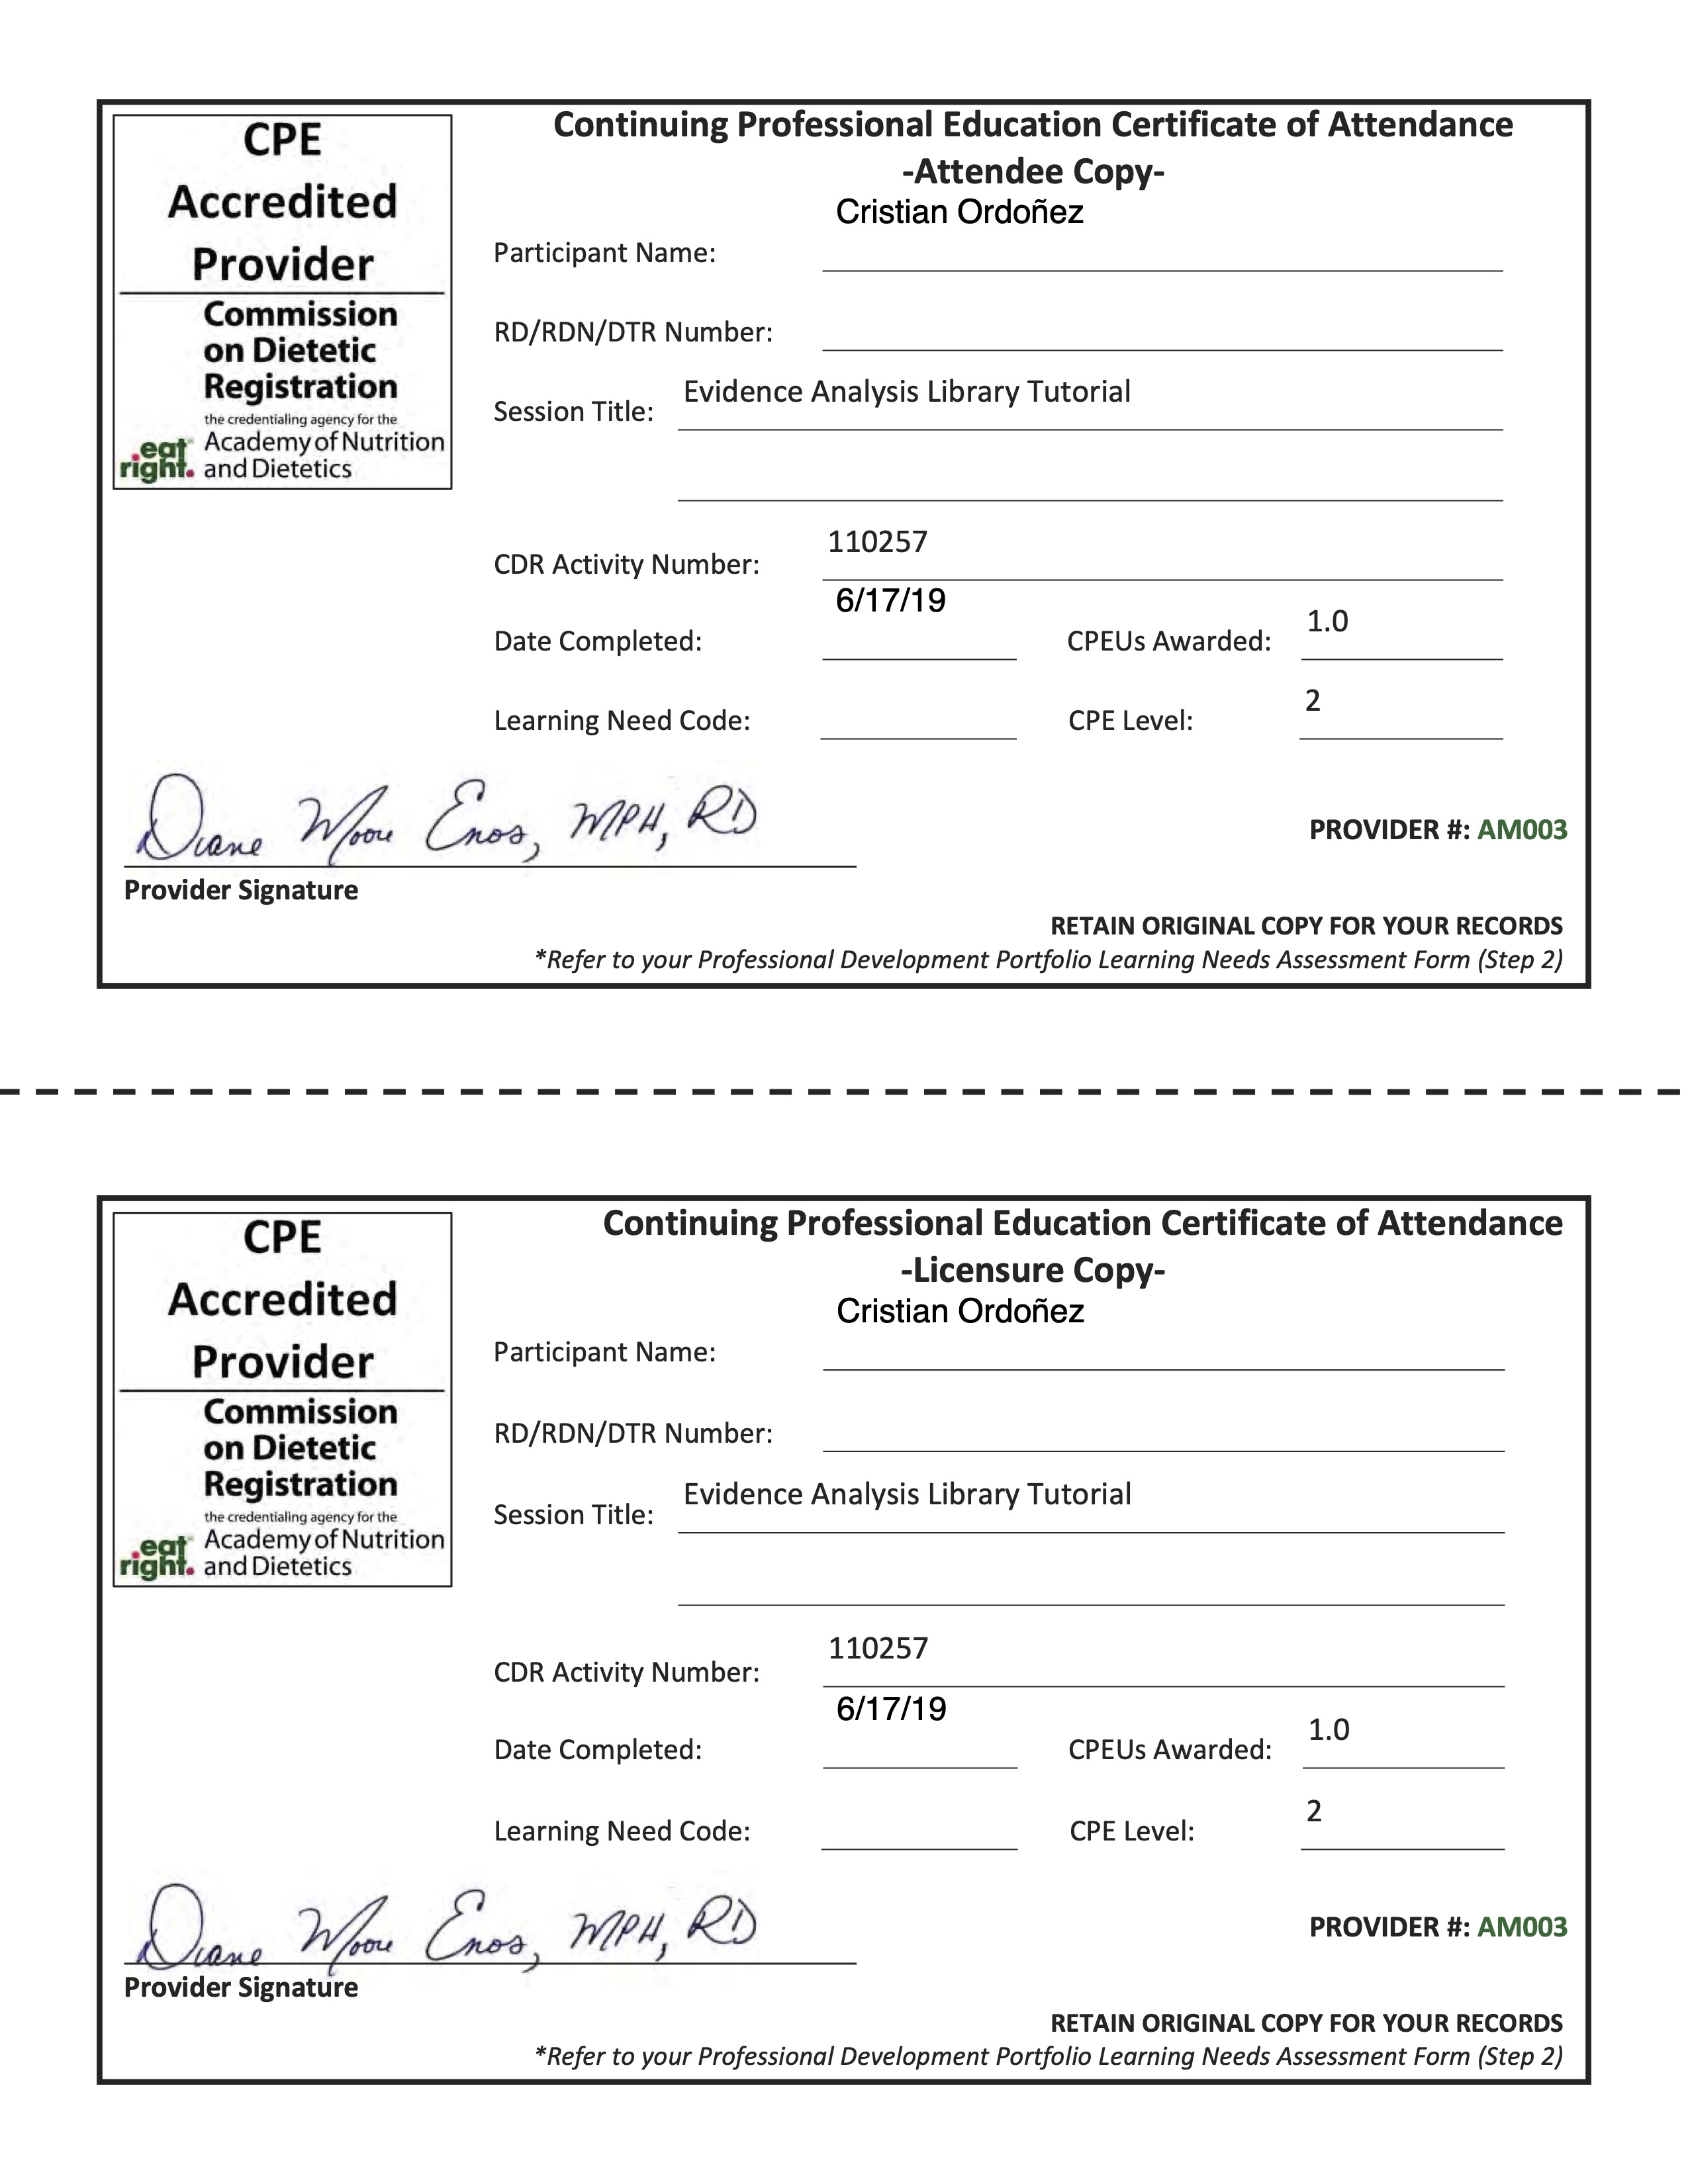 CPE
Accredited
Provider
Commission
on Dietetic
Registration
the credentialing agency for the
eat right. Academy of Nutrition
and Dietetics
Continuing Professional Education Certificate of Attendance
-Attendee Copy-
Cristian Ordoñez
Participant Name:
RD/RDN/DTR Number:
Evidence Analysis Library Tutorial
Session Title:
110257
CDR Activity Number:
6/17/19
Date Completed:
1.0
CPEUs Awarded:
Learning Need Code:
2
CPE Level:
Diane Moore Enos, MPH, RD
Provider Signature
PROVIDER #: AM003
RETAIN ORIGINAL COPY FOR YOUR RECORDS
*Refer to your Professional Development Portfolio Learning Needs Assessment Form (Step 2)
CPE
Accredited
Provider
Commission
on Dietetic
Registration
the credentialing agency for the
eat right. Academy of Nutrition
and Dietetics
Continuing Professional Education Certificate of Attendance
-Licensure Copy-
Cristian Ordoñez
Participant Name:
RD/RDN/DTR Number:
Evidence Analysis Library Tutorial
Session Title:
110257
CDR Activity Number:
6/17/19
Date Completed:
1.0
CPEUs Awarded:
Learning Need Code:
2
CPE Level:
Diane Moore Enos, MPH, RD
Provider Signature
PROVIDER #: AM003
RETAIN ORIGINAL COPY FOR YOUR RECORDS
*Refer to your Professional Development Portfolio Learning Needs Assessment Form (Step 2)